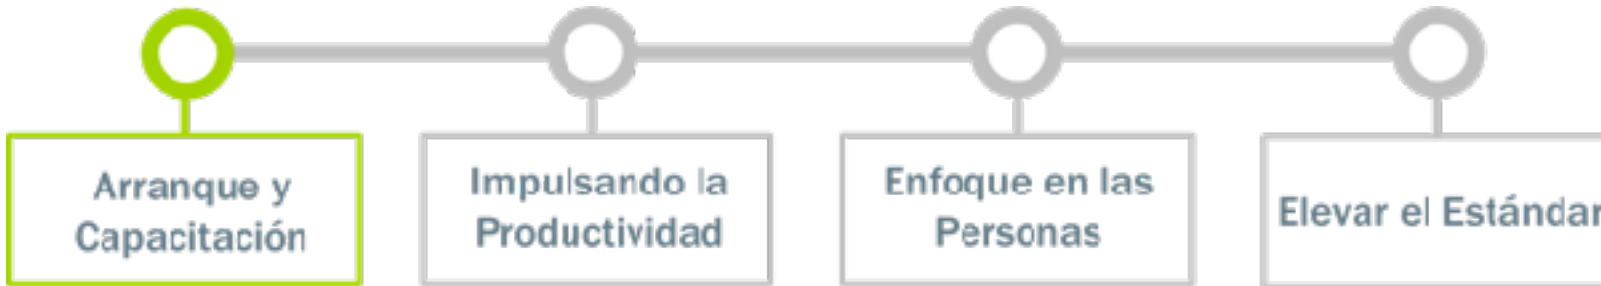 Arranque y
Capacitación
Impulsando la
Productividad
Enfoque en las
Personas
Elevar el Estándar